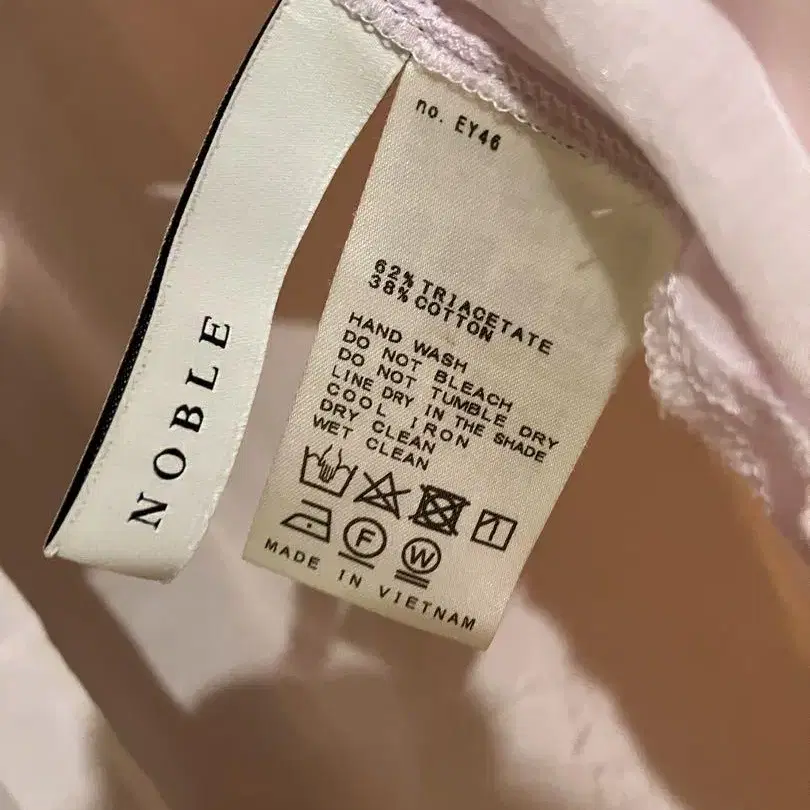 NOBLE
no. EY46
62% TRIACETATE
38% COTTON
HAND WASH
DO NOT BLEACH
DO NOT TUMBLE DRY
LINE DRY IN THE SHADE
COOL IRON
DRY CLEAN
WET CLEAN
F W
MADE IN VIETNAM